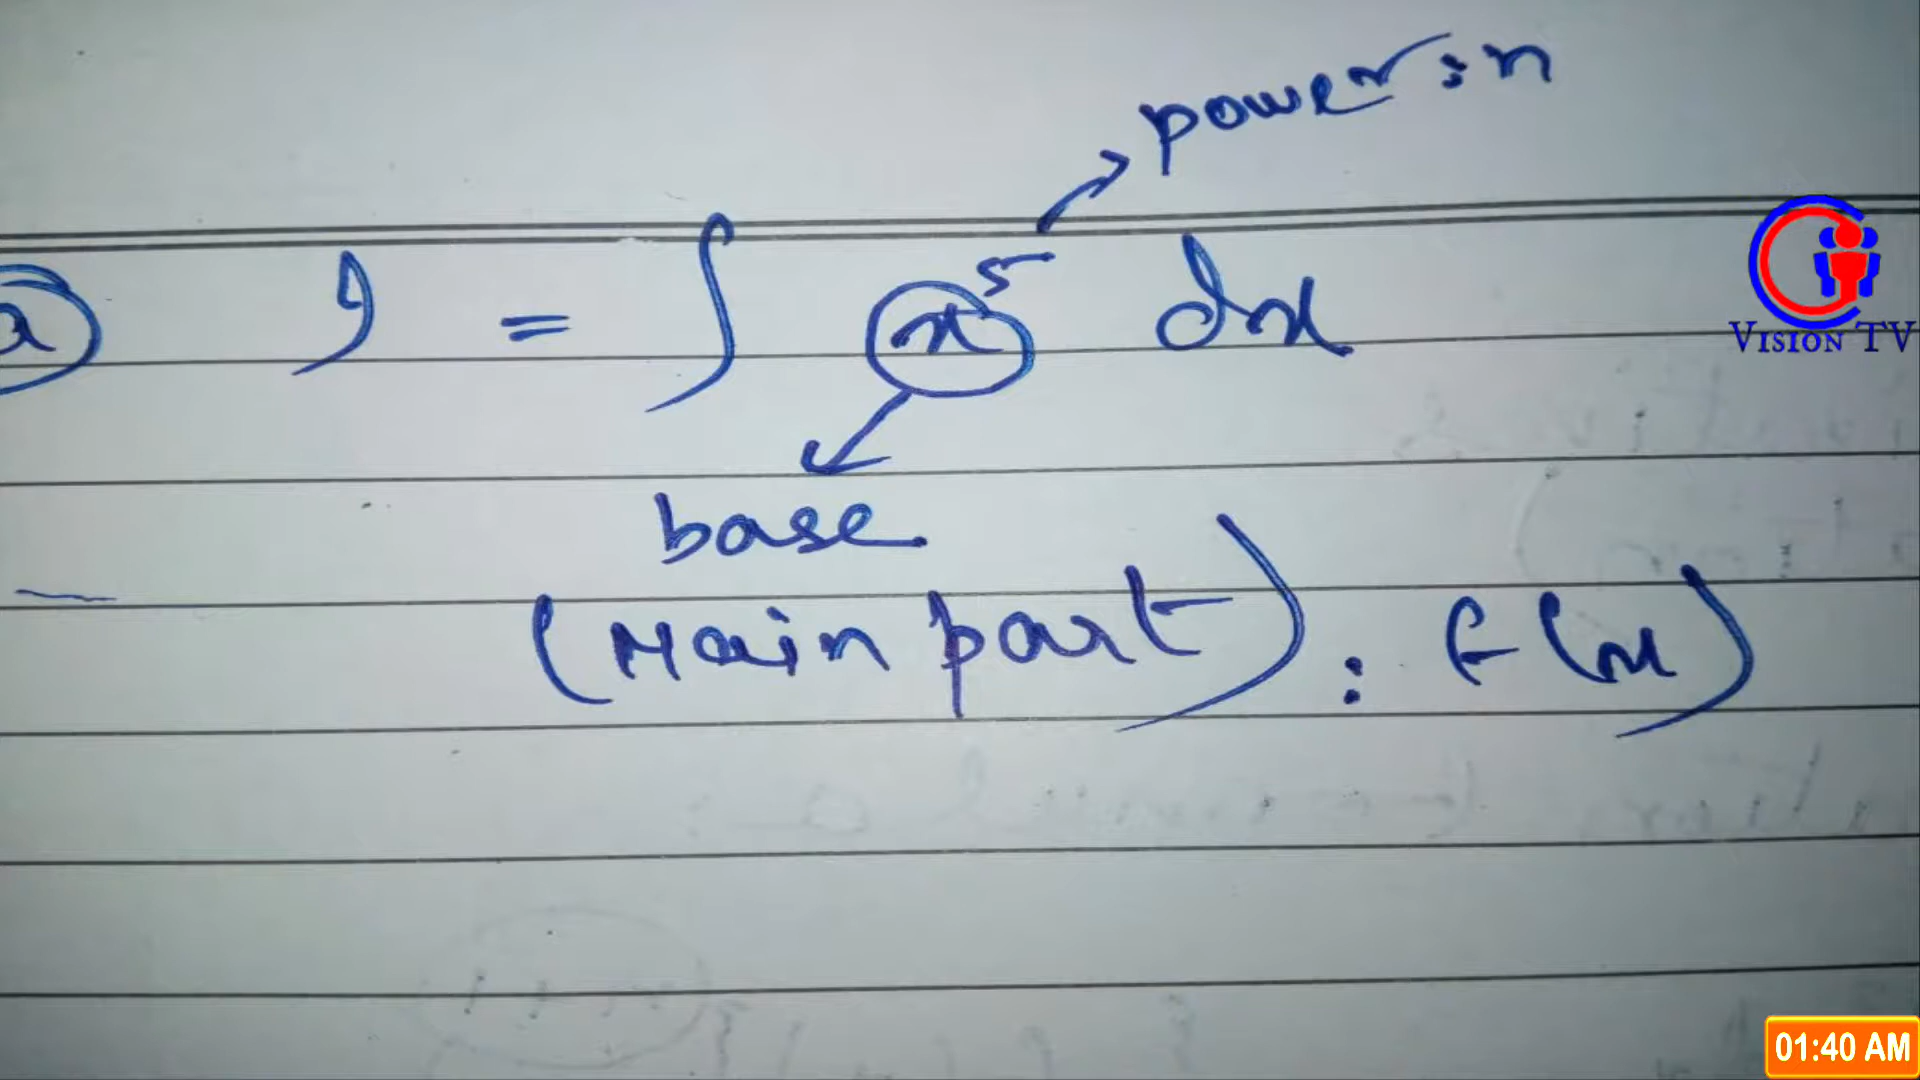 power : n
a I = ∫ x⁵ dx
base
(Main part) : f(x)
VISION TV
01:40 AM